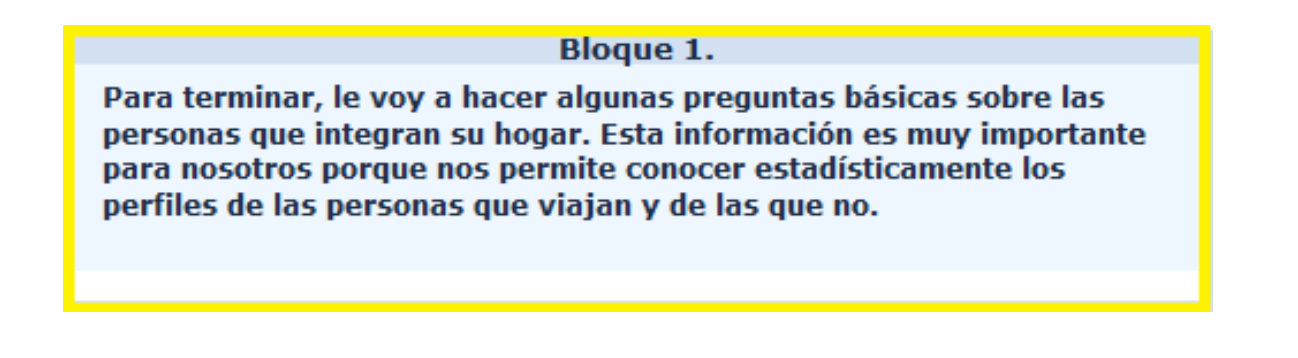 Bloque 1.
Para terminar, le voy a hacer algunas preguntas básicas sobre las
personas que integran su hogar. Esta información es muy importante
para nosotros porque nos permite conocer estadísticamente los
perfiles de las personas que viajan y de las que no.